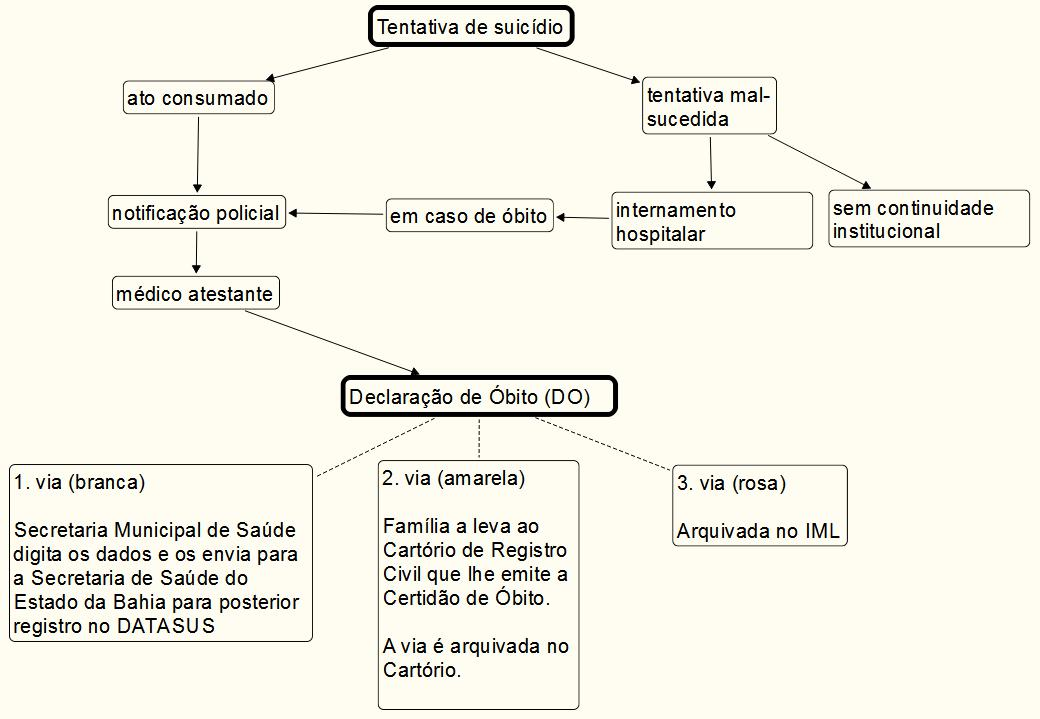 Tentativa de suicídio
ato consumado
tentativa mal-
sucedida
notificação policial
em caso de óbito
internamento
hospitalar
sem continuidade
institucional
médico atestante
Declaração de Óbito (DO)
1. via (branca)
Secretaria Municipal de Saúde
digita os dados e os envia para
a Secretaria de Saúde do
Estado da Bahia para posterior
registro no DATASUS
2. via (amarela)
Família a leva ao
Cartório de Registro
Civil que lhe emite a
Certidão de Óbito.
A via é arquivada no
Cartório.
3. via (rosa)
Arquivada no IML